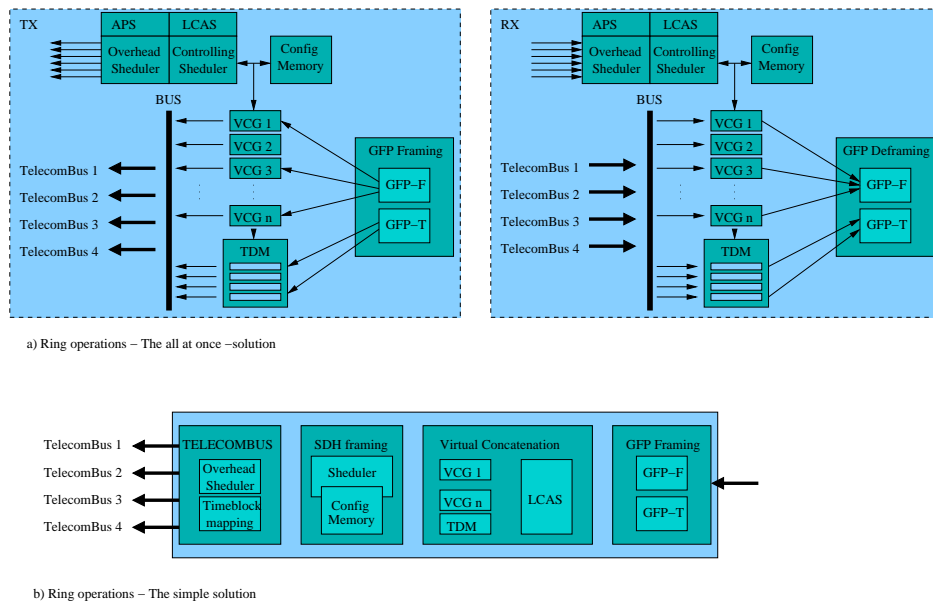 TX
APS
LCAS
Overhead
Sheduler
Controlling
Sheduler
Config
Memory
BUS
VCG 1
VCG 2
VCG 3
VCG n
TDM
GFP Framing
GFP-F
GFP-T
TelecomBus 1
TelecomBus 2
TelecomBus 3
TelecomBus 4
RX
APS
LCAS
Overhead
Sheduler
Controlling
Sheduler
Config
Memory
BUS
VCG 1
VCG 2
VCG 3
VCG n
TDM
GFP Deframing
GFP-F
GFP-T
TelecomBus 1
TelecomBus 2
TelecomBus 3
TelecomBus 4
a) Ring operations – The all at once –solution
TelecomBus 1
TelecomBus 2
TelecomBus 3
TelecomBus 4
TELECOMBUS
Overhead
Sheduler
Timeblock
mapping
SDH framing
Sheduler
Config
Memory
Virtual Concatenation
VCG 1
VCG n
TDM
LCAS
GFP Framing
GFP-F
GFP-T
b) Ring operations – The simple solution